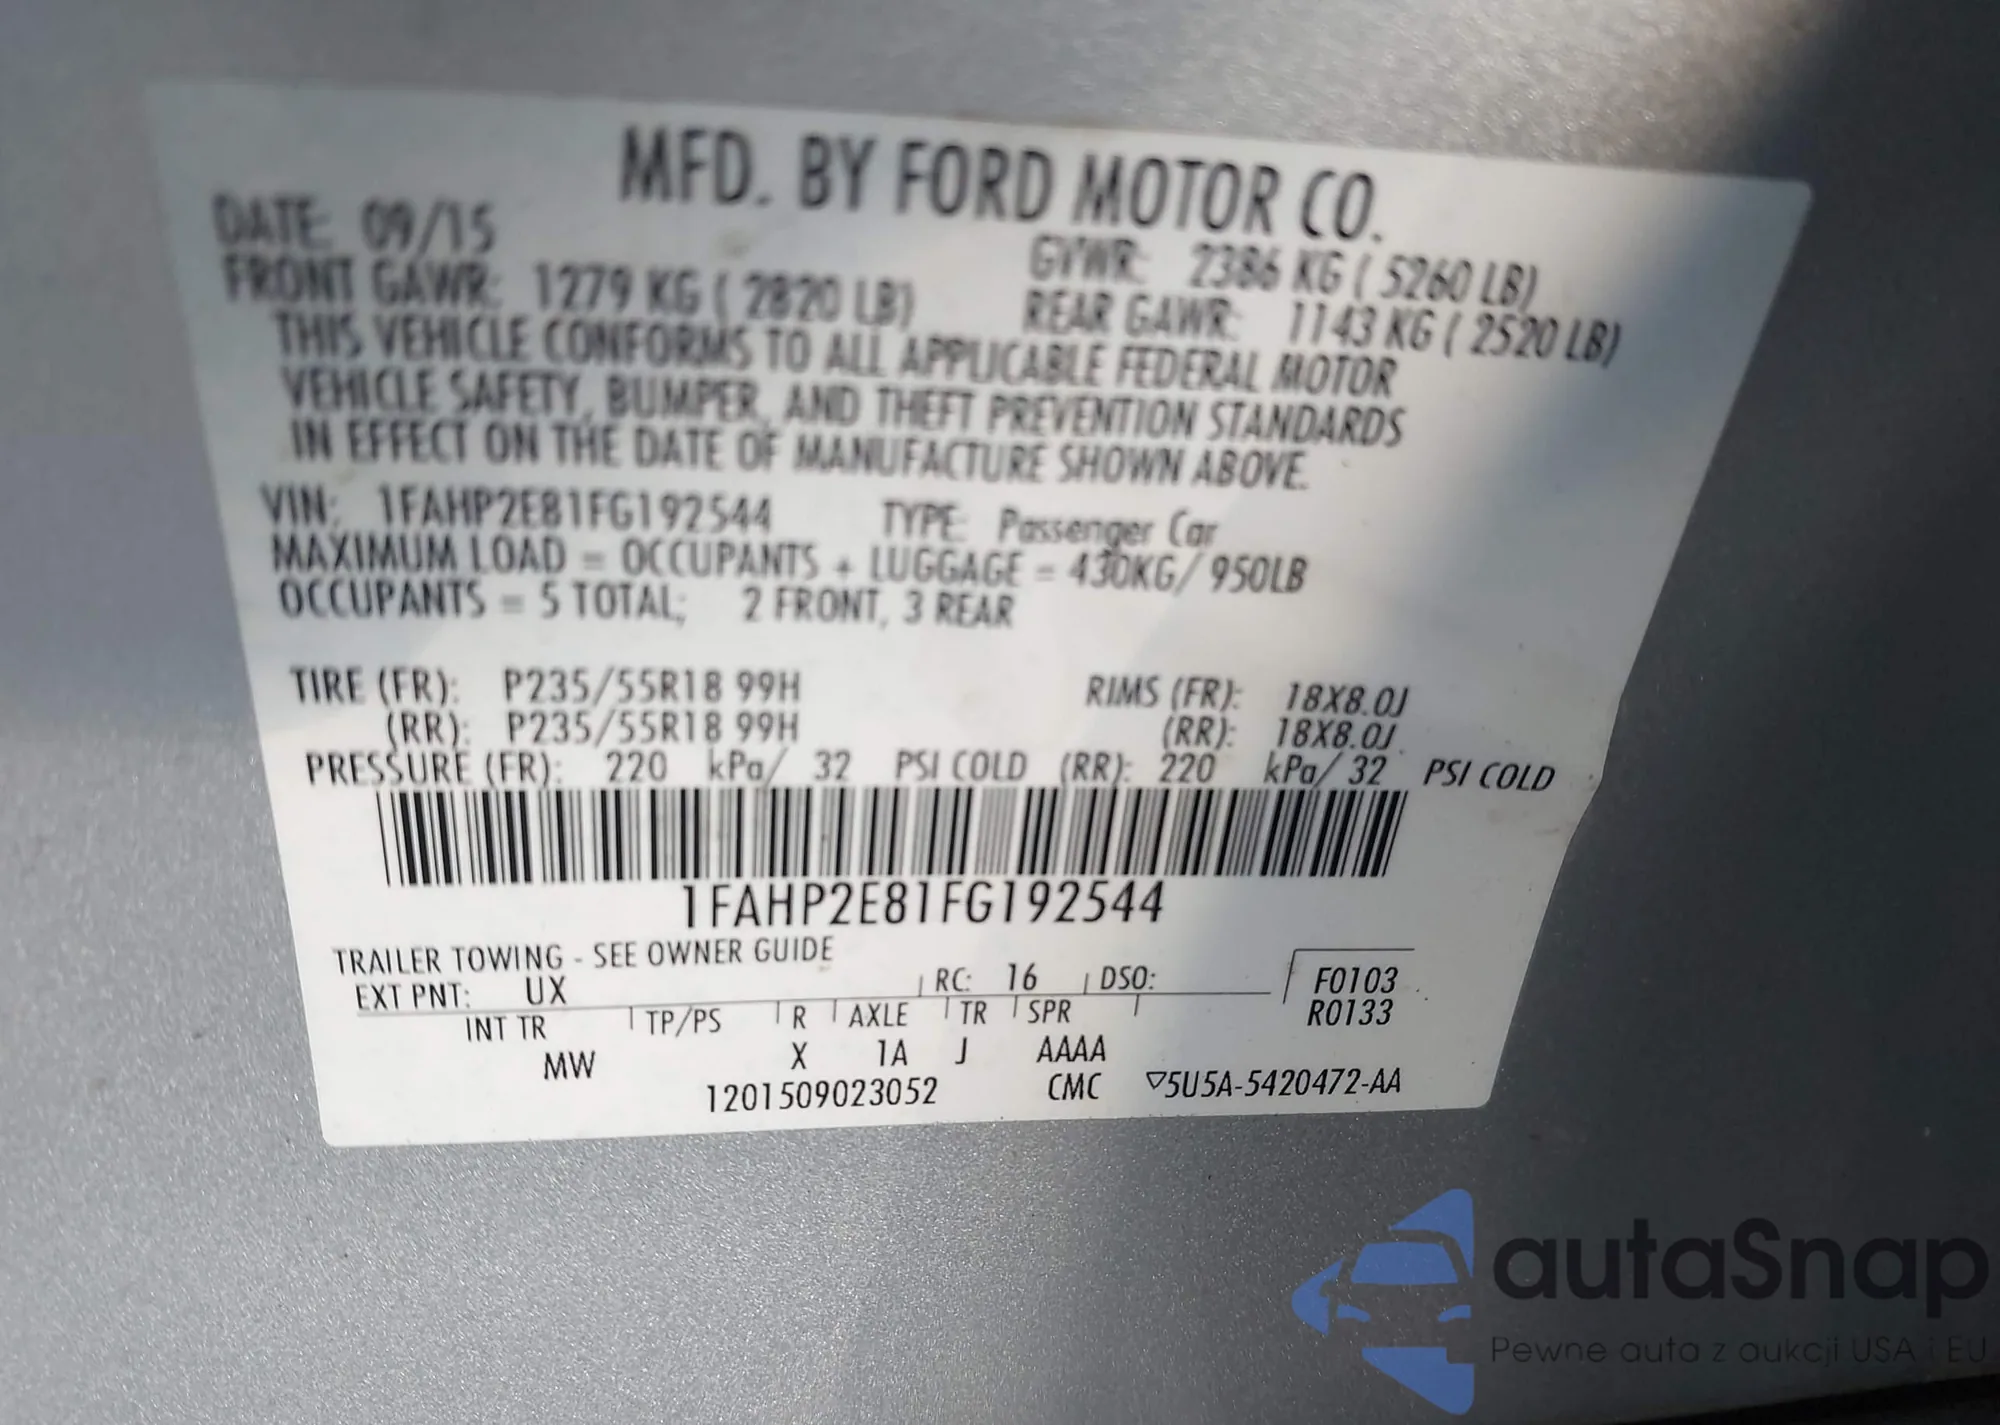 MFD. BY FORD MOTOR CO.
DATE: 09/15 GVWR: 2386 KG ( 5260 LB)
FRONT GAWR: 1279 KG ( 2820 LB) REAR GAWR: 1143 KG ( 2520 LB)
THIS VEHICLE CONFORMS TO ALL APPLICABLE FEDERAL MOTOR
VEHICLE SAFETY, BUMPER, AND THEFT PREVENTION STANDARDS
IN EFFECT ON THE DATE OF MANUFACTURE SHOWN ABOVE.
VIN: 1FAHP2E81FG192544 TYPE: Passenger Car
MAXIMUM LOAD = OCCUPANTS + LUGGAGE = 430KG/ 950LB
OCCUPANTS = 5 TOTAL; 2 FRONT, 3 REAR
TIRE (FR): P235/55R18 99H RIMS (FR): 18X8.0J
(RR): P235/55R18 99H (RR): 18X8.0J
PRESSURE (FR): 220 kPa/ 32 PSI COLD (RR): 220 kPa/ 32 PSI COLD
1FAHP2E81FG192544
TRAILER TOWING - SEE OWNER GUIDE
EXT PNT: UX RC: 16 DSO: F0103
INT TR TP/PS R AXLE TR SPR R0133
MW X 1A J AAAA
1201509023052 CMC ▽5U5A-5420472-AA
autaSnap
Pewne auta z aukcji USA i EU